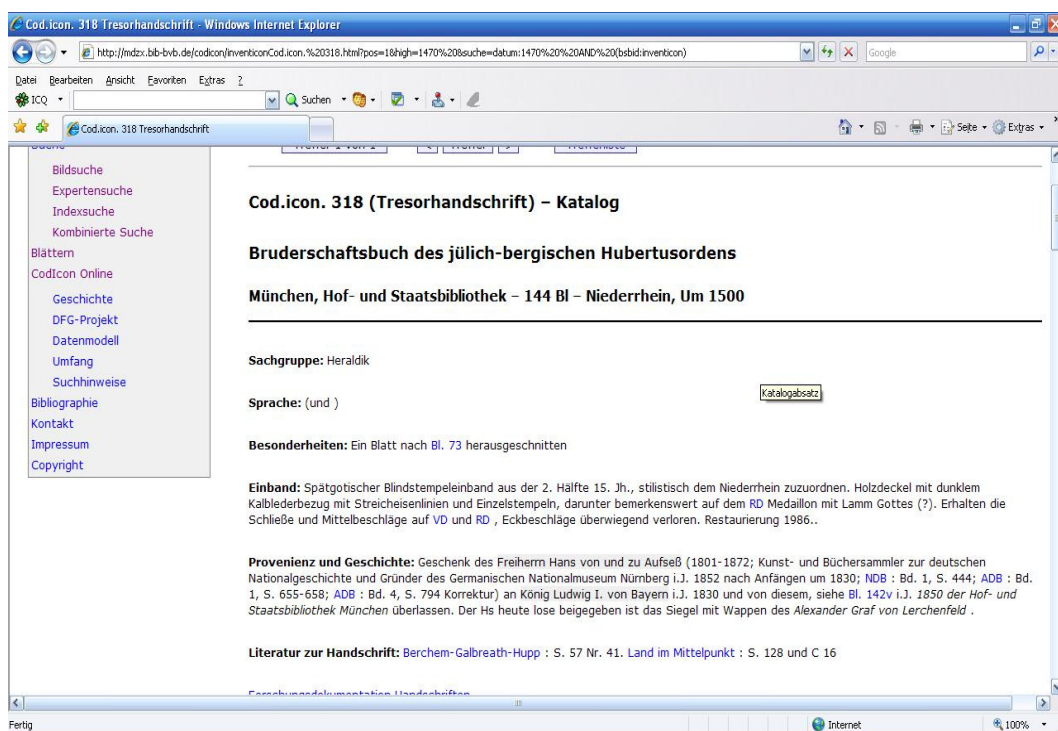 Cod.icon. 318 Tresorhandschrift - Windows Internet Explorer
http://mdzx.bib-bvb.de/codicon/inventiconCod.icon.%20318.html?pos=1&high=1470%20&suche=datum:1470%20%20AND%20(bsbid:inventicon)
Google
Datei Bearbeiten Ansicht Favoriten Extras ?
ICQ
Suchen
Cod.icon. 318 Tresorhandschrift
Seite
Extras
Suche
Treffer 1 von 1 < Treffer > Trefferliste
Bildsuche
Expertensuche
Indexsuche
Kombinierte Suche
Blättern
CodIcon Online
Geschichte
DFG-Projekt
Datenmodell
Umfang
Suchhinweise
Bibliographie
Kontakt
Impressum
Copyright
Cod.icon. 318 (Tresorhandschrift) – Katalog
Bruderschaftsbuch des jülich-bergischen Hubertusordens
München, Hof- und Staatsbibliothek – 144 Bl – Niederrhein, Um 1500
Sachgruppe: Heraldik
Katalogabsatz
Sprache: (und )
Besonderheiten: Ein Blatt nach Bl. 73 herausgeschnitten
Einband: Spätgotischer Blindstempeleinband aus der 2. Hälfte 15. Jh., stilistisch dem Niederrhein zuzuordnen. Holzdeckel mit dunklem
Kalblederbezug mit Streicheisenlinien und Einzelstempeln, darunter bemerkenswert auf dem RD Medaillon mit Lamm Gottes (?). Erhalten die
Schließe und Mittelbeschläge auf VD und RD , Eckbeschläge überwiegend verloren. Restaurierung 1986..
Provenienz und Geschichte: Geschenk des Freiherrn Hans von und zu Aufseß (1801-1872; Kunst- und Büchersammler zur deutschen
Nationalgeschichte und Gründer des Germanischen Nationalmuseum Nürnberg i.J. 1852 nach Anfängen um 1830; NDB : Bd. 1, S. 444; ADB : Bd.
1, S. 655-658; ADB : Bd. 4, S. 794 Korrektur) an König Ludwig I. von Bayern i.J. 1830 und von diesem, siehe Bl. 142v i.J. 1850 der Hof- und
Staatsbibliothek München überlassen. Der Hs heute lose beigegeben ist das Siegel mit Wappen des Alexander Graf von Lerchenfeld .
Literatur zur Handschrift: Berchem-Galbreath-Hupp : S. 57 Nr. 41. Land im Mittelpunkt : S. 128 und C 16
Forschungsdokumentation Handschriften
Fertig
Internet
100%